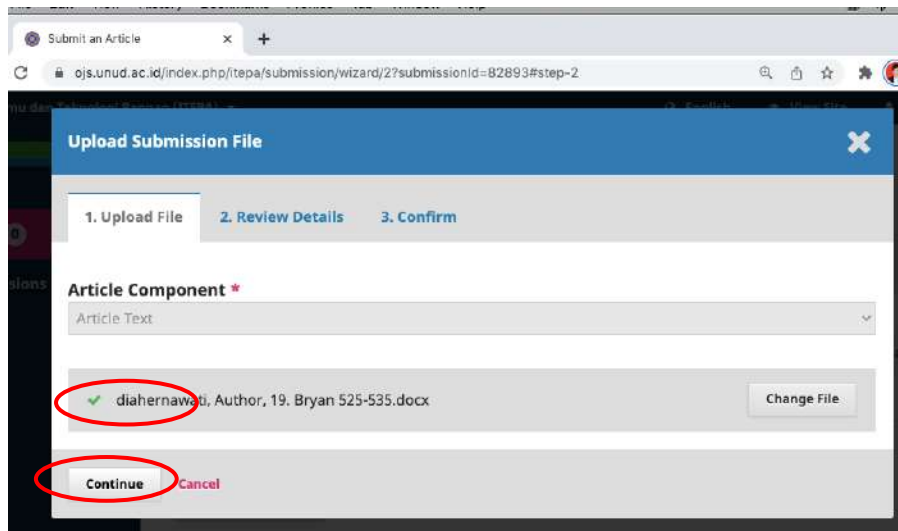 Submit an Article
ojs.unud.ac.id/index.php/itepa/submission/wizard/2?submissionId=82893#step-2
English View Site
Upload Submission File
1. Upload File 2. Review Details 3. Confirm
0
sions
Article Component *
Article Text
diahernawati, Author, 19. Bryan 525-535.docx Change File
Continue Cancel